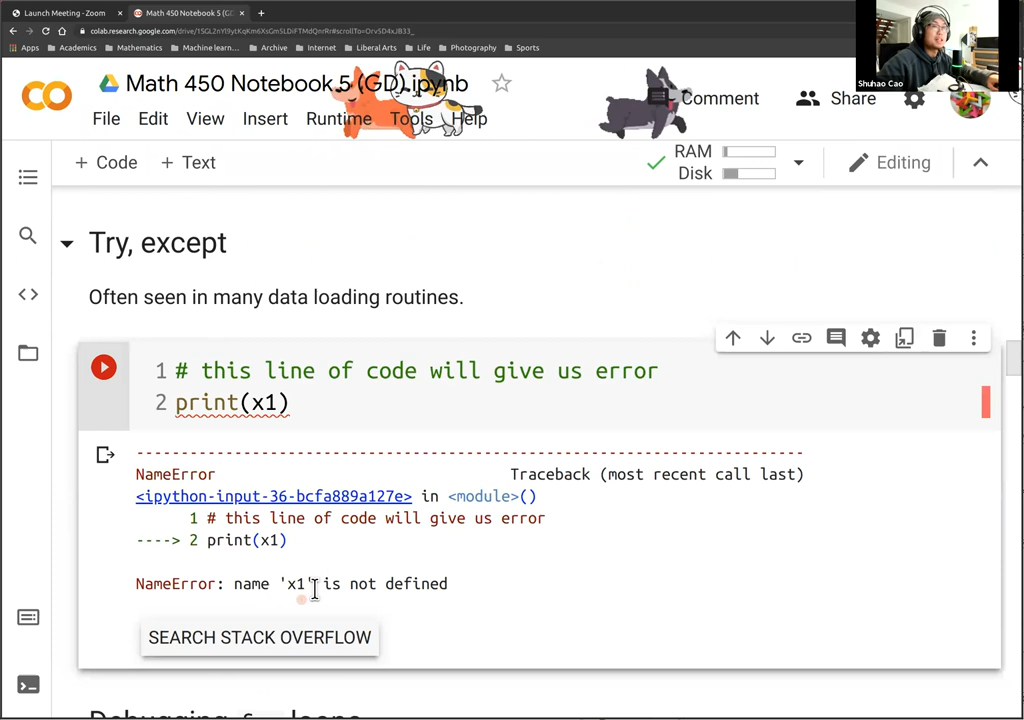 Launch Meeting - Zoom
Math 450 Notebook 5 (GD
colab.research.google.com/drive/
Apps Academics Mathematics Machine learn... Archive Internet Liberal Arts Life Photography Sports
Shuhao Cao
CO
Math 450 Notebook 5 (GD).ipynb
File Edit View Insert Runtime Tools Help
Comment Share
+ Code + Text
RAM
Disk
Editing
Try, except
Often seen in many data loading routines.
1 # this line of code will give us error
2 print(x1)
NameError Traceback (most recent call last)
<ipython-input-36-bcfa889a127e> in <module>()
1 # this line of code will give us error
----> 2 print(x1)
NameError: name 'x1' is not defined
SEARCH STACK OVERFLOW
Debugging for loops